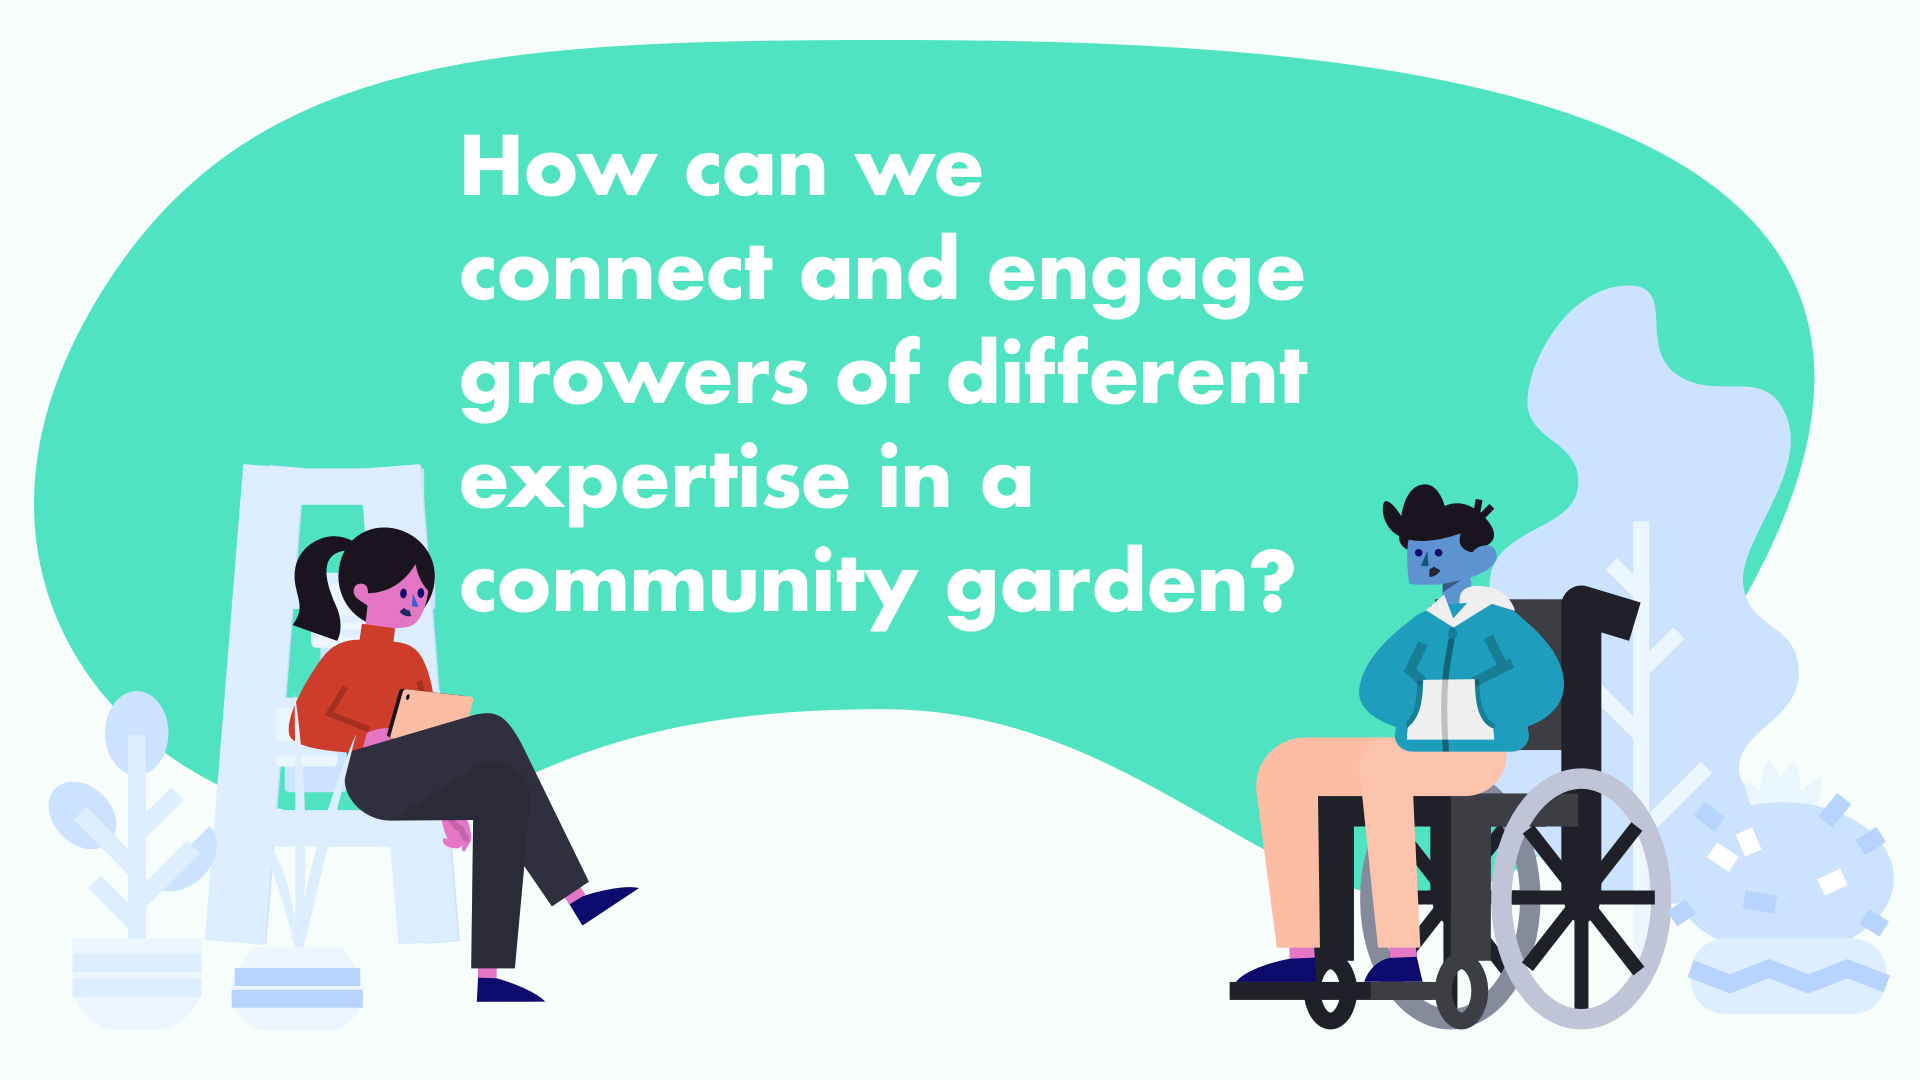 How can we
connect and engage
growers of different
expertise in a
community garden?